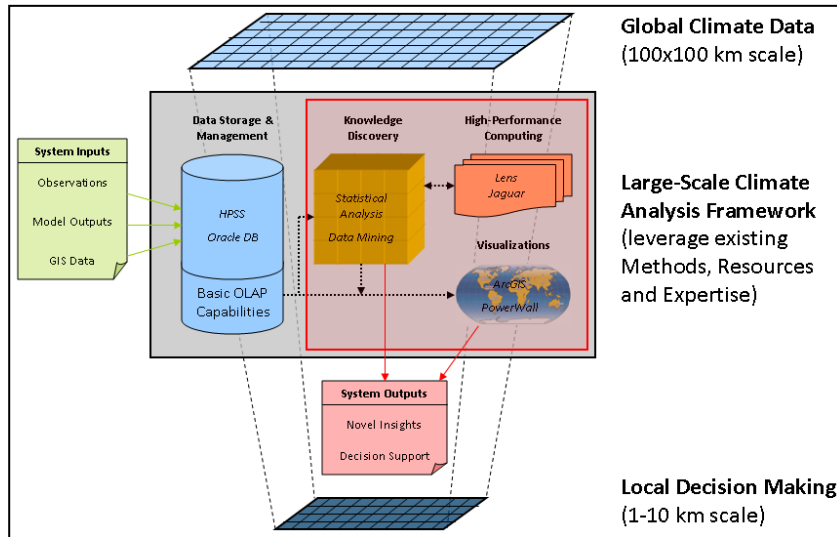 Global Climate Data
(100x100 km scale)
Data Storage &
Management
Knowledge
Discovery
High-Performance
Computing
System Inputs
Observations
Model Outputs
GIS Data
HPSS
Oracle DB
Basic OLAP
Capabilities
Statistical
Analysis
Data Mining
Lens
Jaguar
Visualizations
ArcGIS
PowerWall
Large-Scale Climate
Analysis Framework
(leverage existing
Methods, Resources
and Expertise)
System Outputs
Novel Insights
Decision Support
Local Decision Making
(1-10 km scale)